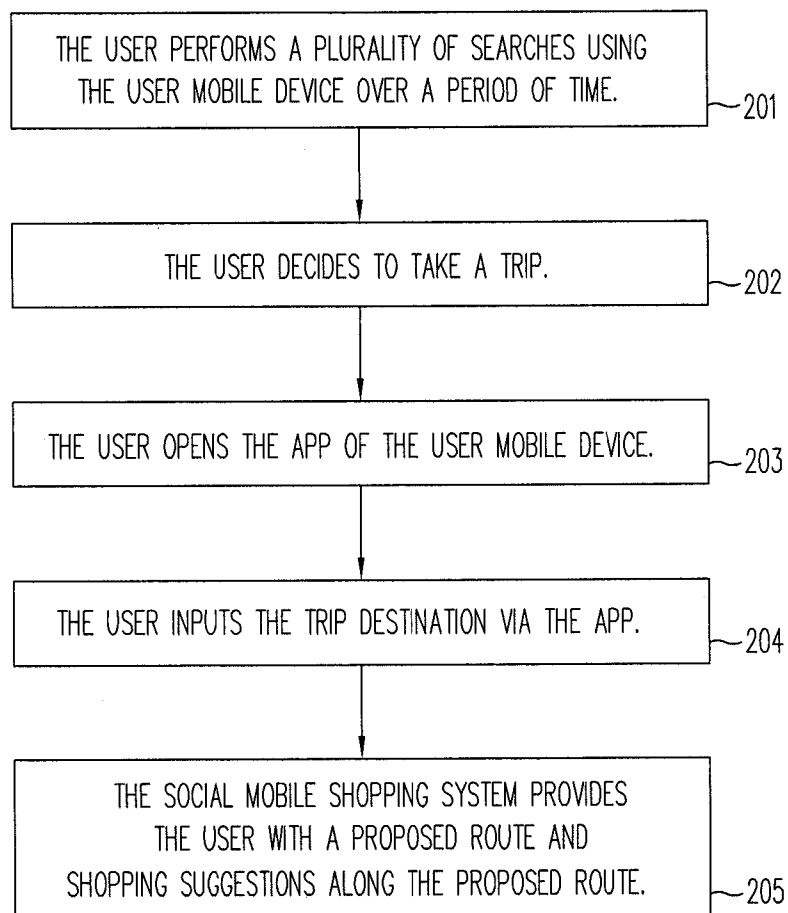 THE USER PERFORMS A PLURALITY OF SEARCHES USING
THE USER MOBILE DEVICE OVER A PERIOD OF TIME.
201
THE USER DECIDES TO TAKE A TRIP.
202
THE USER OPENS THE APP OF THE USER MOBILE DEVICE.
203
THE USER INPUTS THE TRIP DESTINATION VIA THE APP.
204
THE SOCIAL MOBILE SHOPPING SYSTEM PROVIDES
THE USER WITH A PROPOSED ROUTE AND
SHOPPING SUGGESTIONS ALONG THE PROPOSED ROUTE.
205